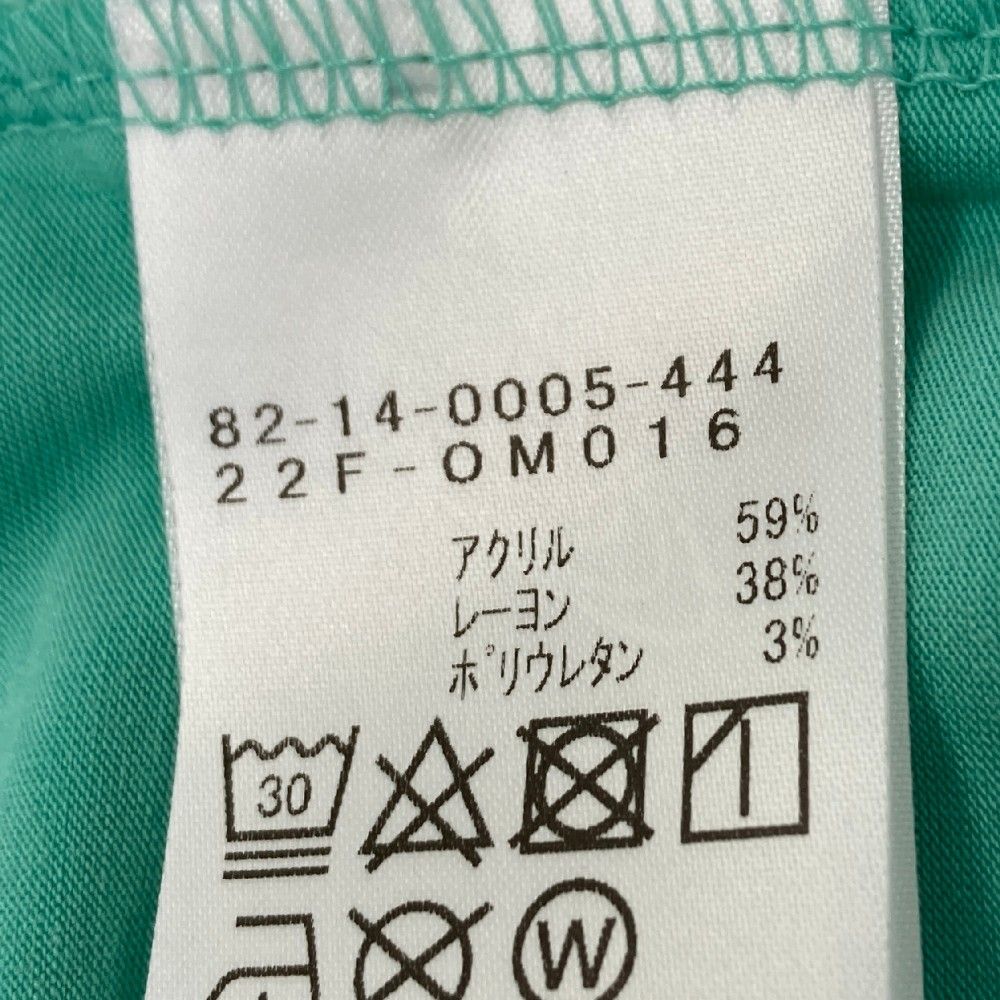 82-14-0005-444
22F-OM016
アクリル 59%
レーヨン 38%
ポリウレタン 3%
30
W